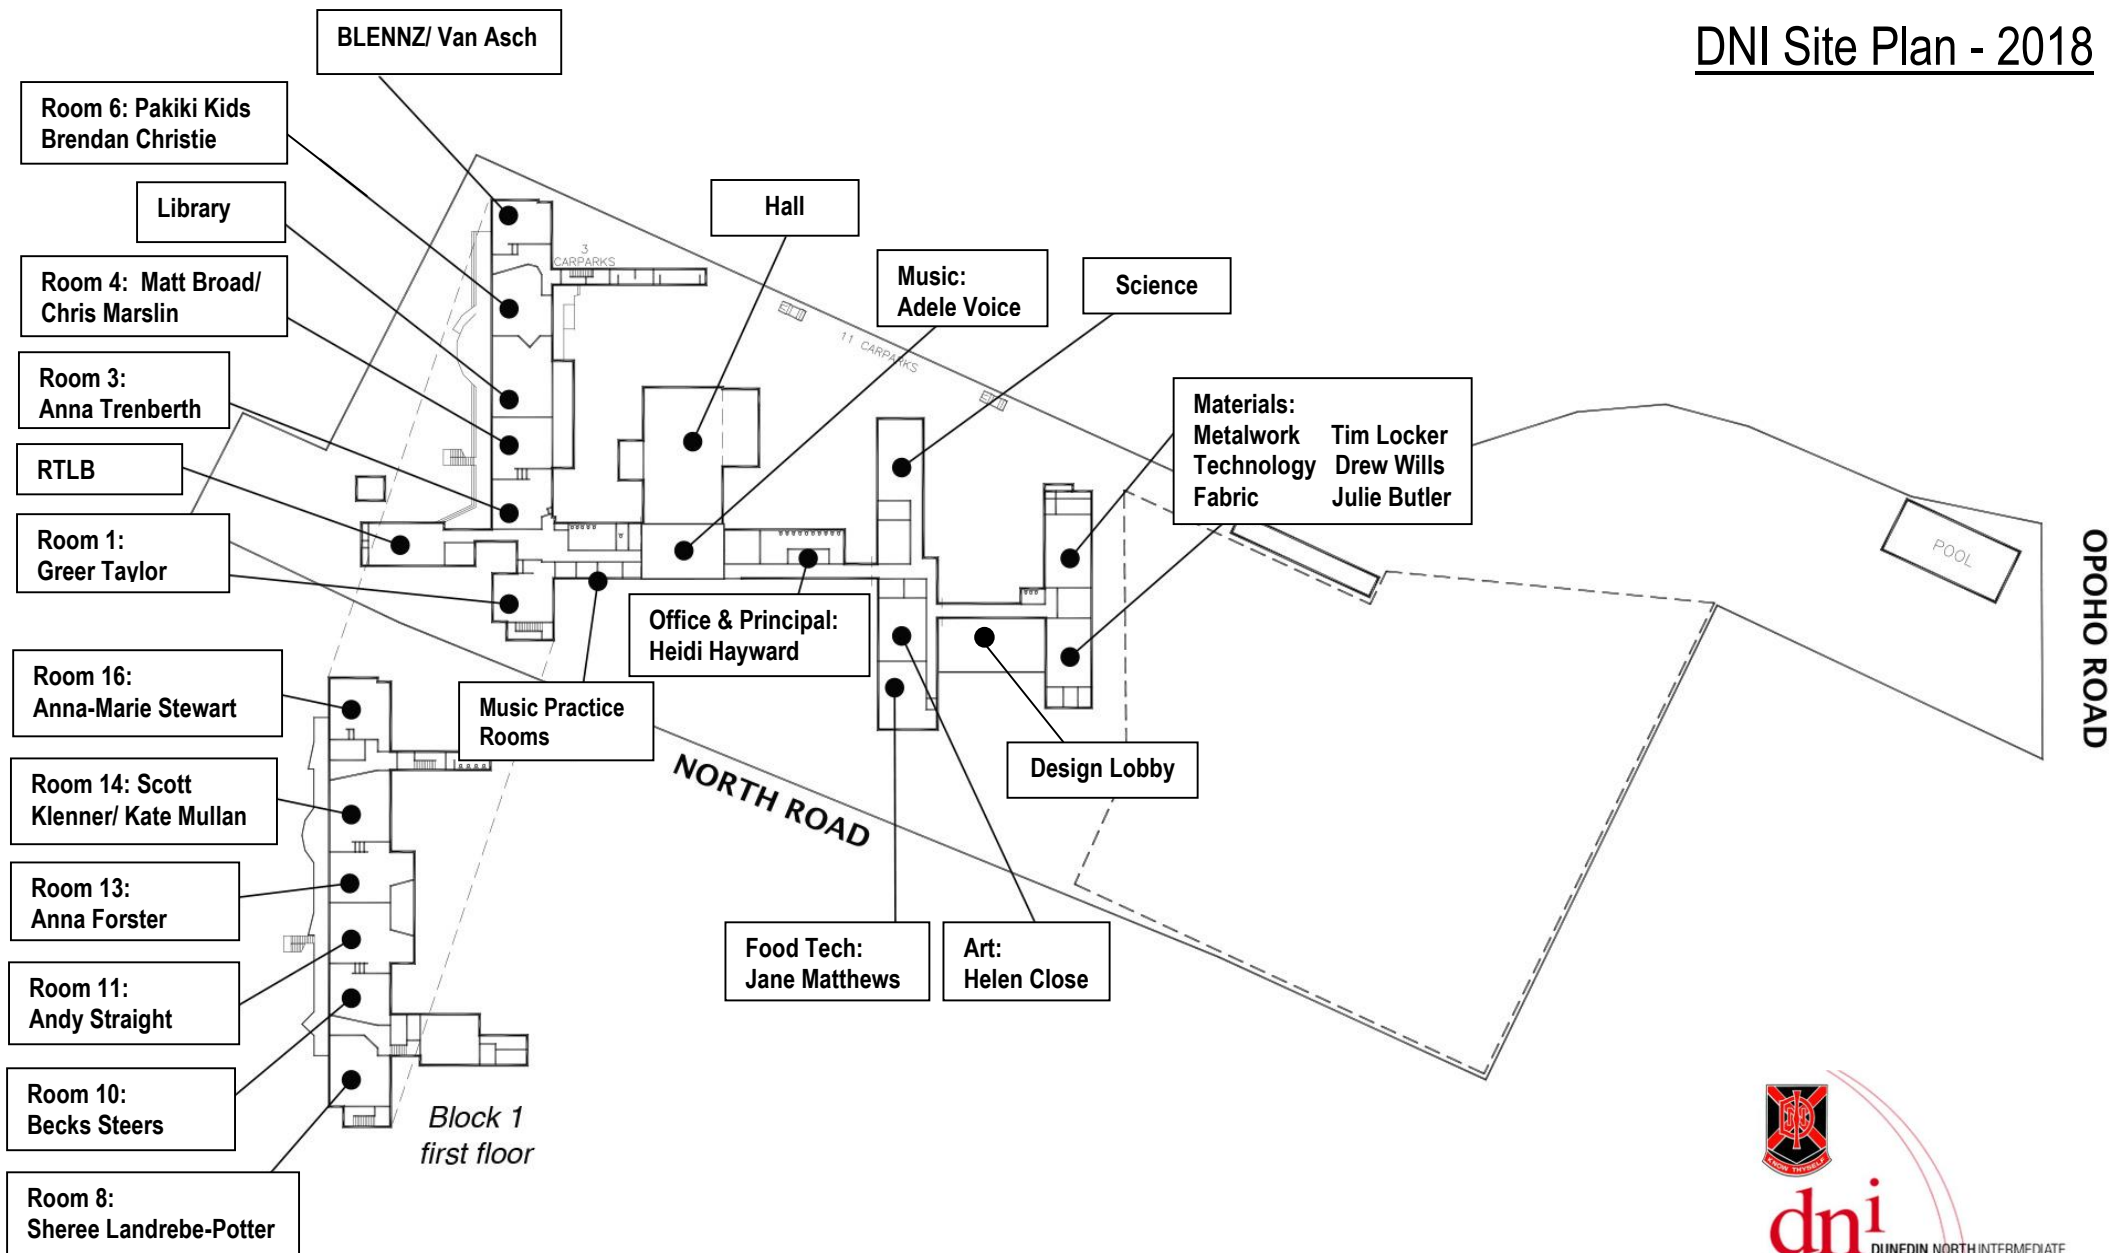 DNI Site Plan - 2018
BLENNZ/ Van Asch
Room 6: Pakiki Kids
Brendan Christie
Library
Hall
Room 4:  Matt Broad/
Chris Marslin
3
CARPARKS
Music:
Adele Voice
Science
11 CARPARKS
Room 3:
Anna Trenberth
Materials:
Metalwork Tim Locker
Technology Drew Wills
Fabric Julie Butler
RTLB
Room 1:
Greer Taylor
POOL
OPOHO ROAD
Office & Principal:
Heidi Hayward
Room 16:
Anna-Marie Stewart
Music Practice
Rooms
NORTH ROAD
Design Lobby
Room 14: Scott
Klenner/ Kate Mullan
Room 13:
Anna Forster
Food Tech:
Jane Matthews
Art:
Helen Close
Room 11:
Andy Straight
Room 10:
Becks Steers
Block 1
first floor
Room 8:
Sheree Landrebe-Potter
KNOW THYSELF
dni
DUNEDIN NORTH INTERMEDIATE